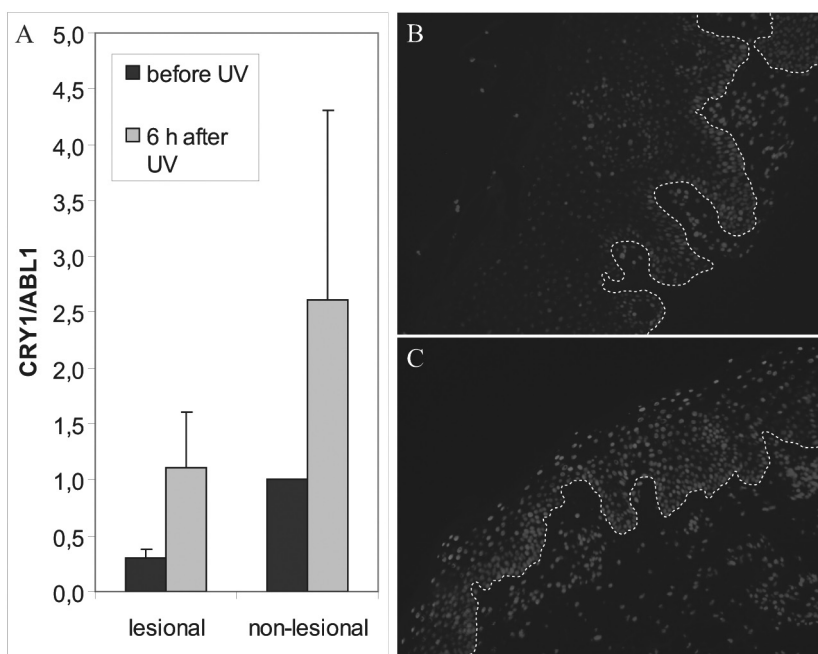 A
5,0
4,5
4,0
3,5
3,0
2,5
2,0
1,5
1,0
0,5
0,0
CRY1/ABL1
before UV
6 h after
UV
lesional
non-lesional
B
C